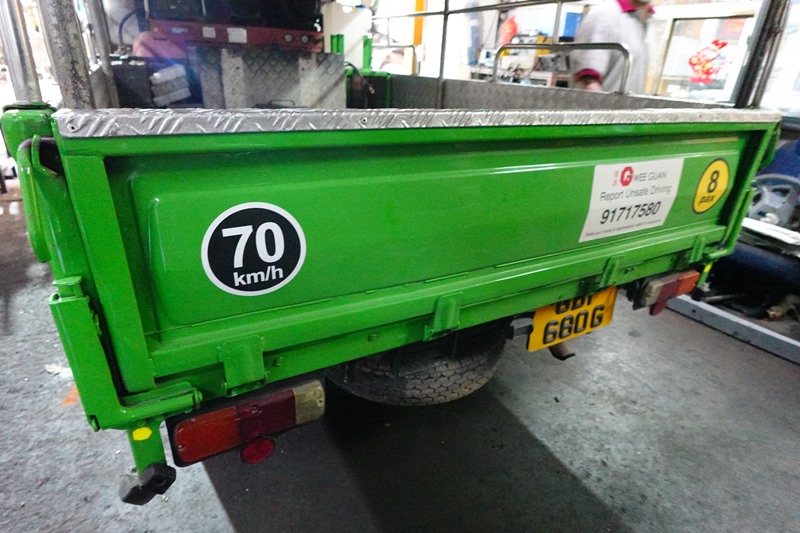 70
km/h
WEE GUAN
Report Unsafe Driving
91717580
8
pax
680G